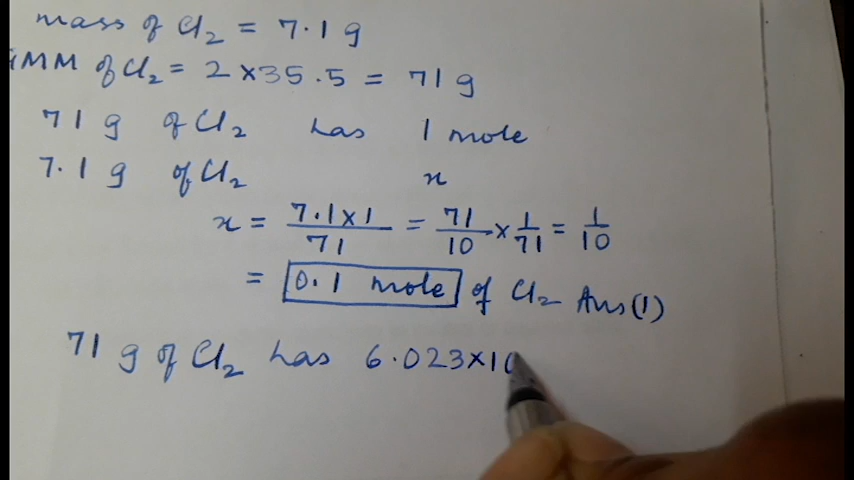 mass of Cl₂ = 7.1 g
MM of Cl₂ = 2 × 35.5 = 71 g
71 g of Cl₂ has 1 mole
7.1 g of Cl₂ x
x = 7.1 × 1 / 71 = 71/10 × 1/71 = 1/10
= 0.1 mole of Cl₂ Ans (1)
71 g of Cl₂ has 6.023 × 10